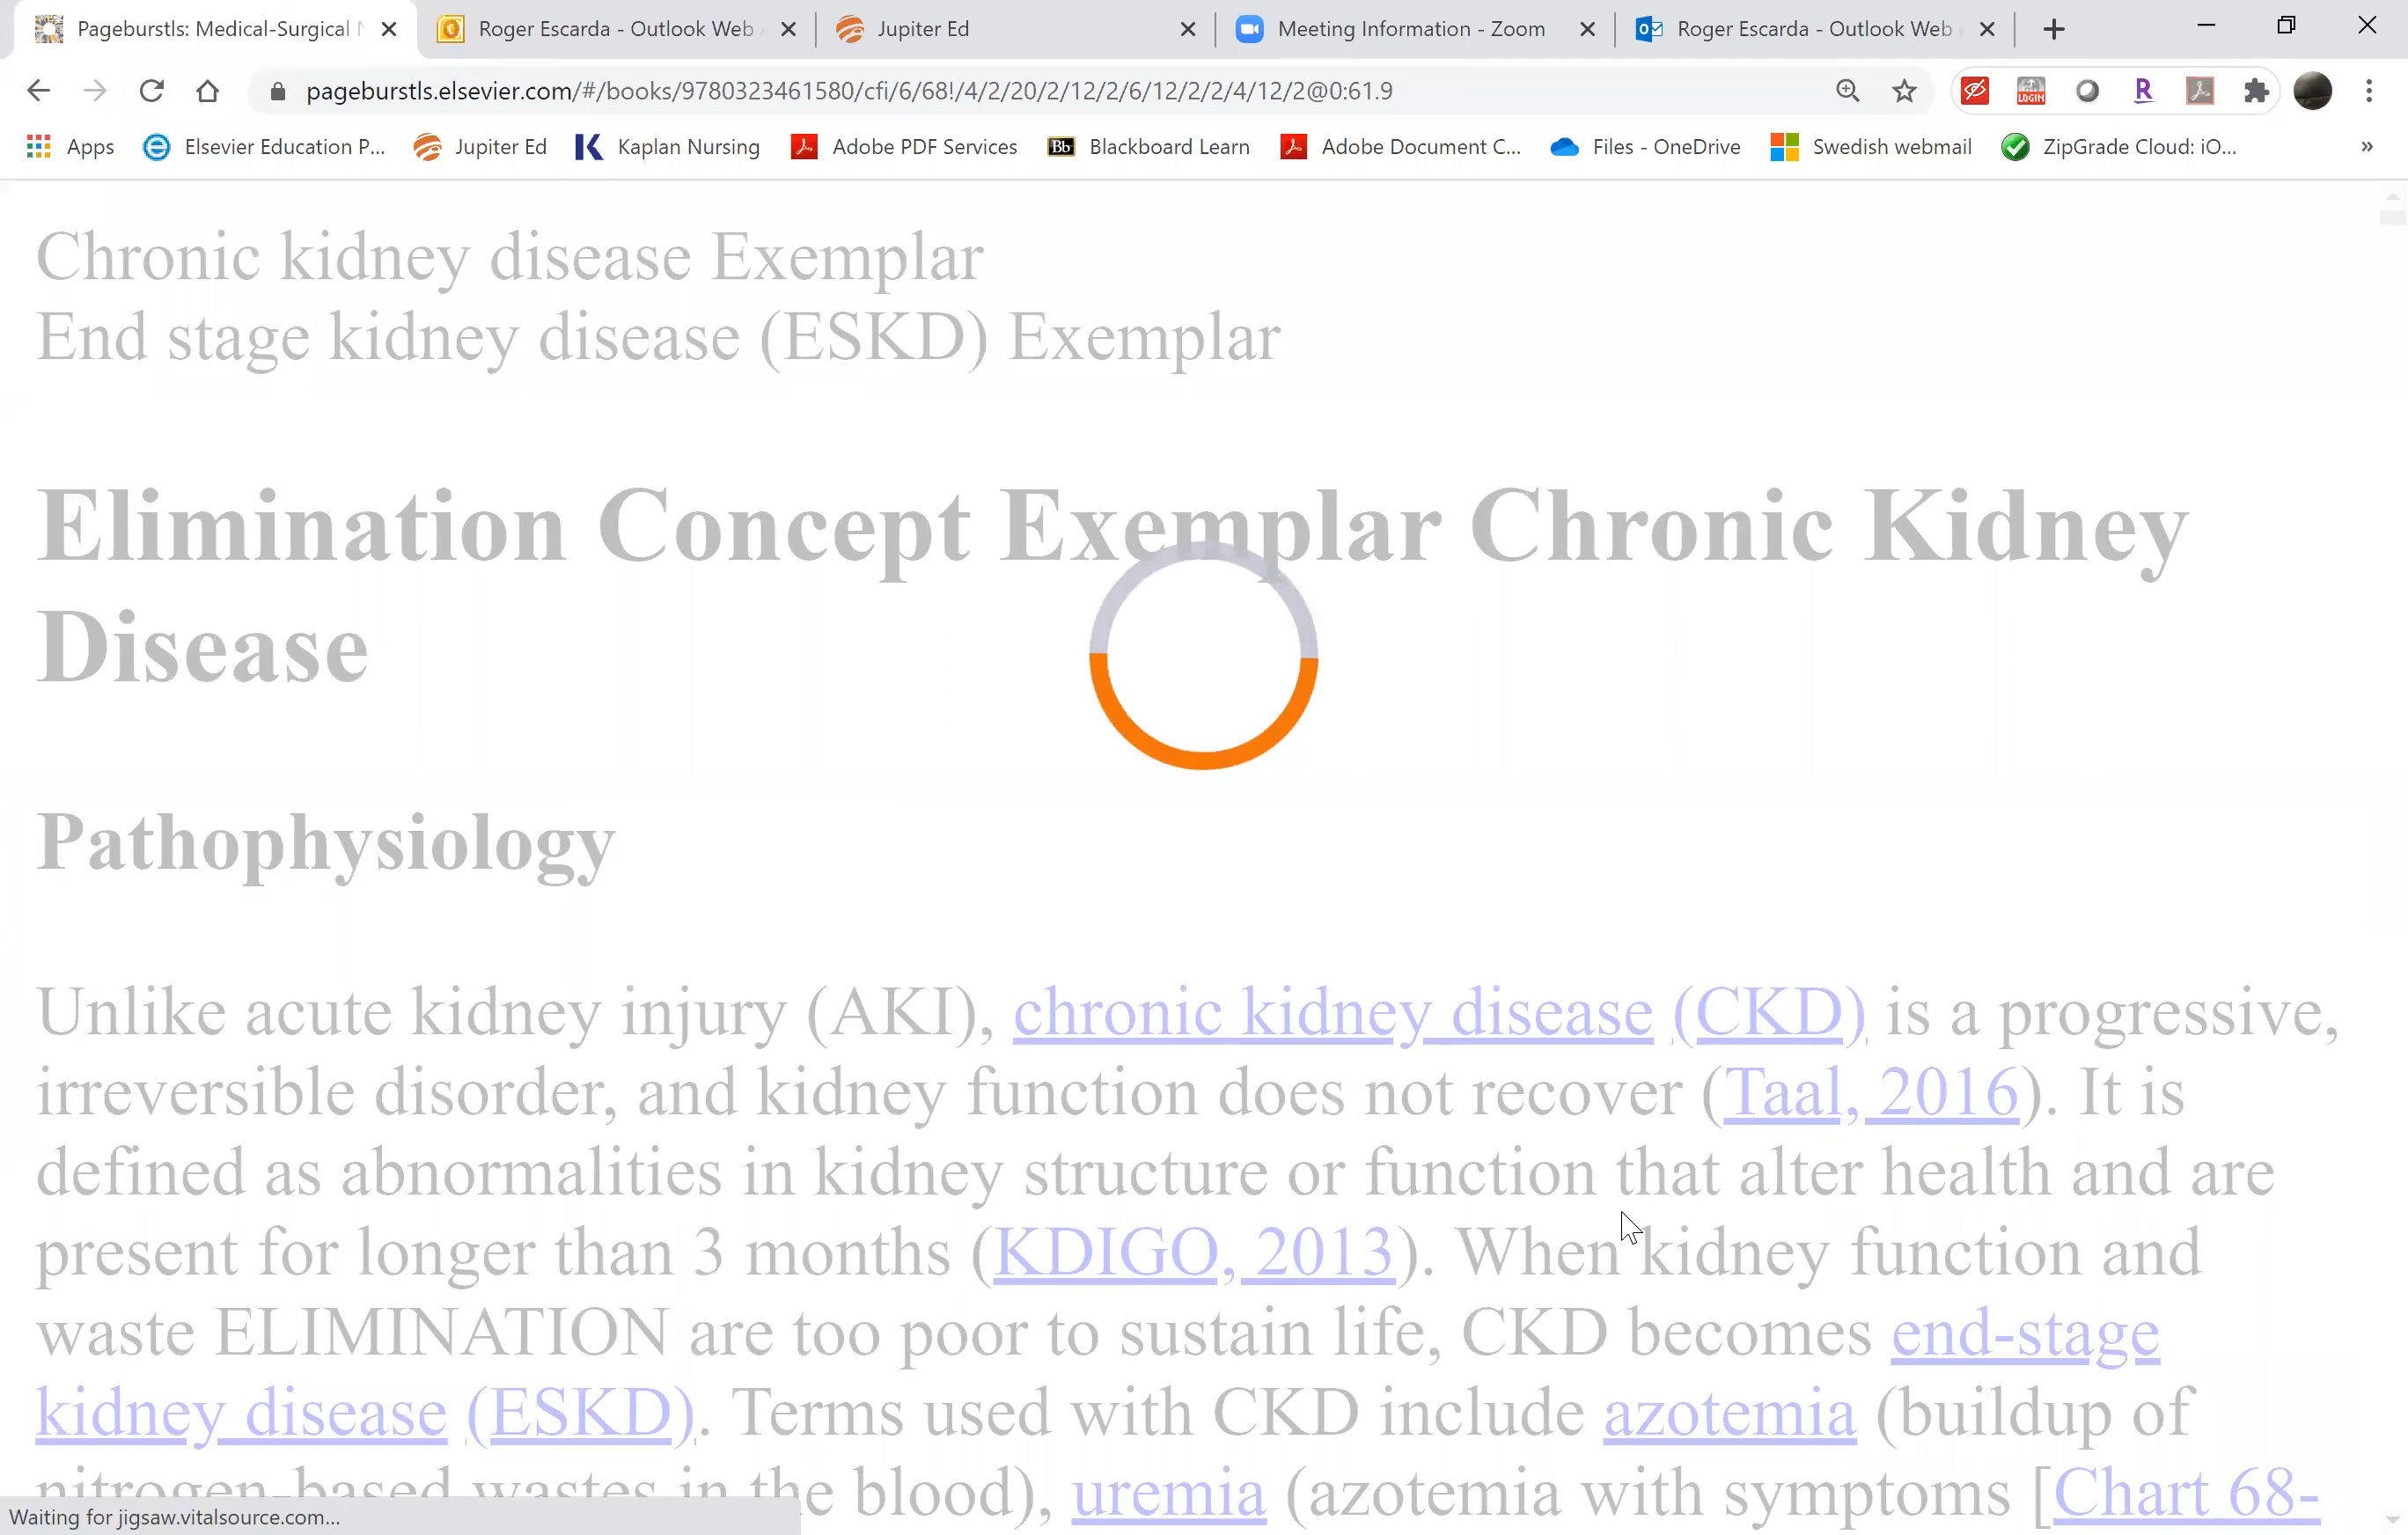 Pageburstls: Medical-Surgical
Roger Escarda - Outlook Web
Jupiter Ed
Meeting Information - Zoom
Roger Escarda - Outlook Web
pageburstls.elsevier.com/#/books/9780323461580/cfi/6/68!/4/2/20/2/12/2/6/12/2/2/4/12/2@0:61.9
LOGIN
R
Apps
Elsevier Education P...
Jupiter Ed
Kaplan Nursing
Adobe PDF Services
Bb Blackboard Learn
Adobe Document C...
Files - OneDrive
Swedish webmail
ZipGrade Cloud: iO...
»
Chronic kidney disease Exemplar
End stage kidney disease (ESKD) Exemplar
Elimination Concept Exemplar Chronic Kidney
Disease
Pathophysiology
Unlike acute kidney injury (AKI), chronic kidney disease (CKD) is a progressive,
irreversible disorder, and kidney function does not recover (Taal, 2016). It is
defined as abnormalities in kidney structure or function that alter health and are
present for longer than 3 months (KDIGO, 2013). When kidney function and
waste ELIMINATION are too poor to sustain life, CKD becomes end-stage
kidney disease (ESKD). Terms used with CKD include azotemia (buildup of
nitrogen-based wastes in the blood), uremia (azotemia with symptoms [Chart 68-
Waiting for jigsaw.vitalsource.com...